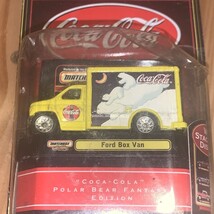 Coca-Cola
MATCHBOX
Coca-Cola
Ford Box Van
"COCA-COLA"
POLAR BEAR FANTASY
EDITION